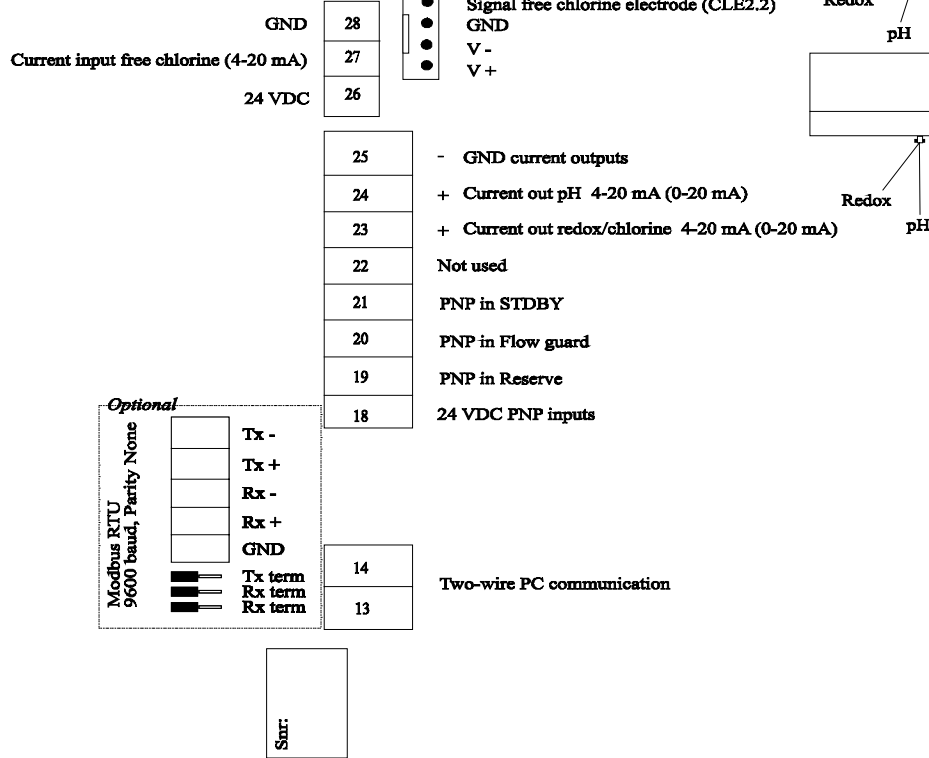 Signal free chlorine electrode (CLE2.2)
GND
V -
V +
Redox
pH
GND 28
Current input free chlorine (4-20 mA) 27
24 VDC 26
25 - GND current outputs
24 + Current out pH 4-20 mA (0-20 mA)
23 + Current out redox/chlorine 4-20 mA (0-20 mA)
Redox
pH
22 Not used
21 PNP in STDBY
20 PNP in Flow guard
19 PNP in Reserve
18 24 VDC PNP inputs
Optional
Modbus RTU
9600 baud, Parity None
Tx -
Tx +
Rx -
Rx +
GND
Tx term
Rx term
Rx term
14
Two-wire PC communication
13
Snr: